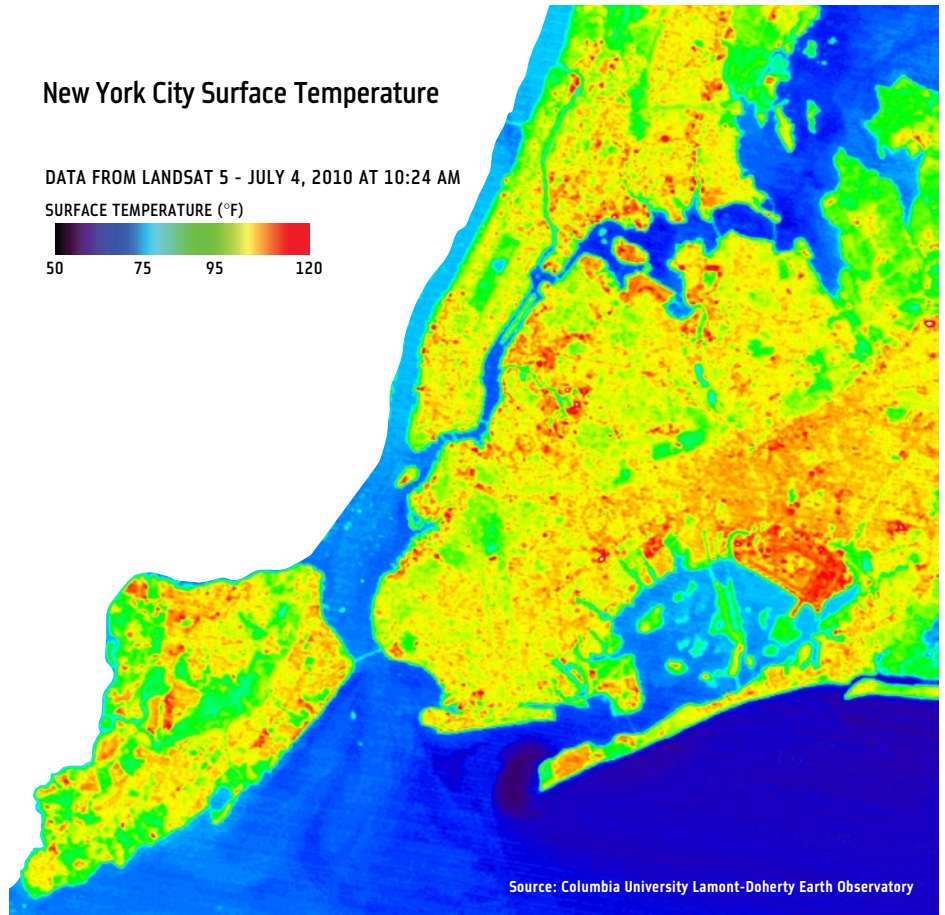 New York City Surface Temperature
DATA FROM LANDSAT 5 - JULY 4, 2010 AT 10:24 AM
SURFACE TEMPERATURE (°F)
50 75 95 120
Source: Columbia University Lamont-Doherty Earth Observatory